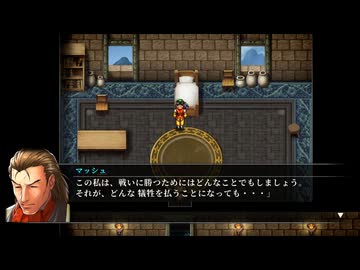 マッシュ
この私は、戦いに勝つためにはどんなことでもしましょう。
それが、どんな 犠牲を払うことになっても・・・」